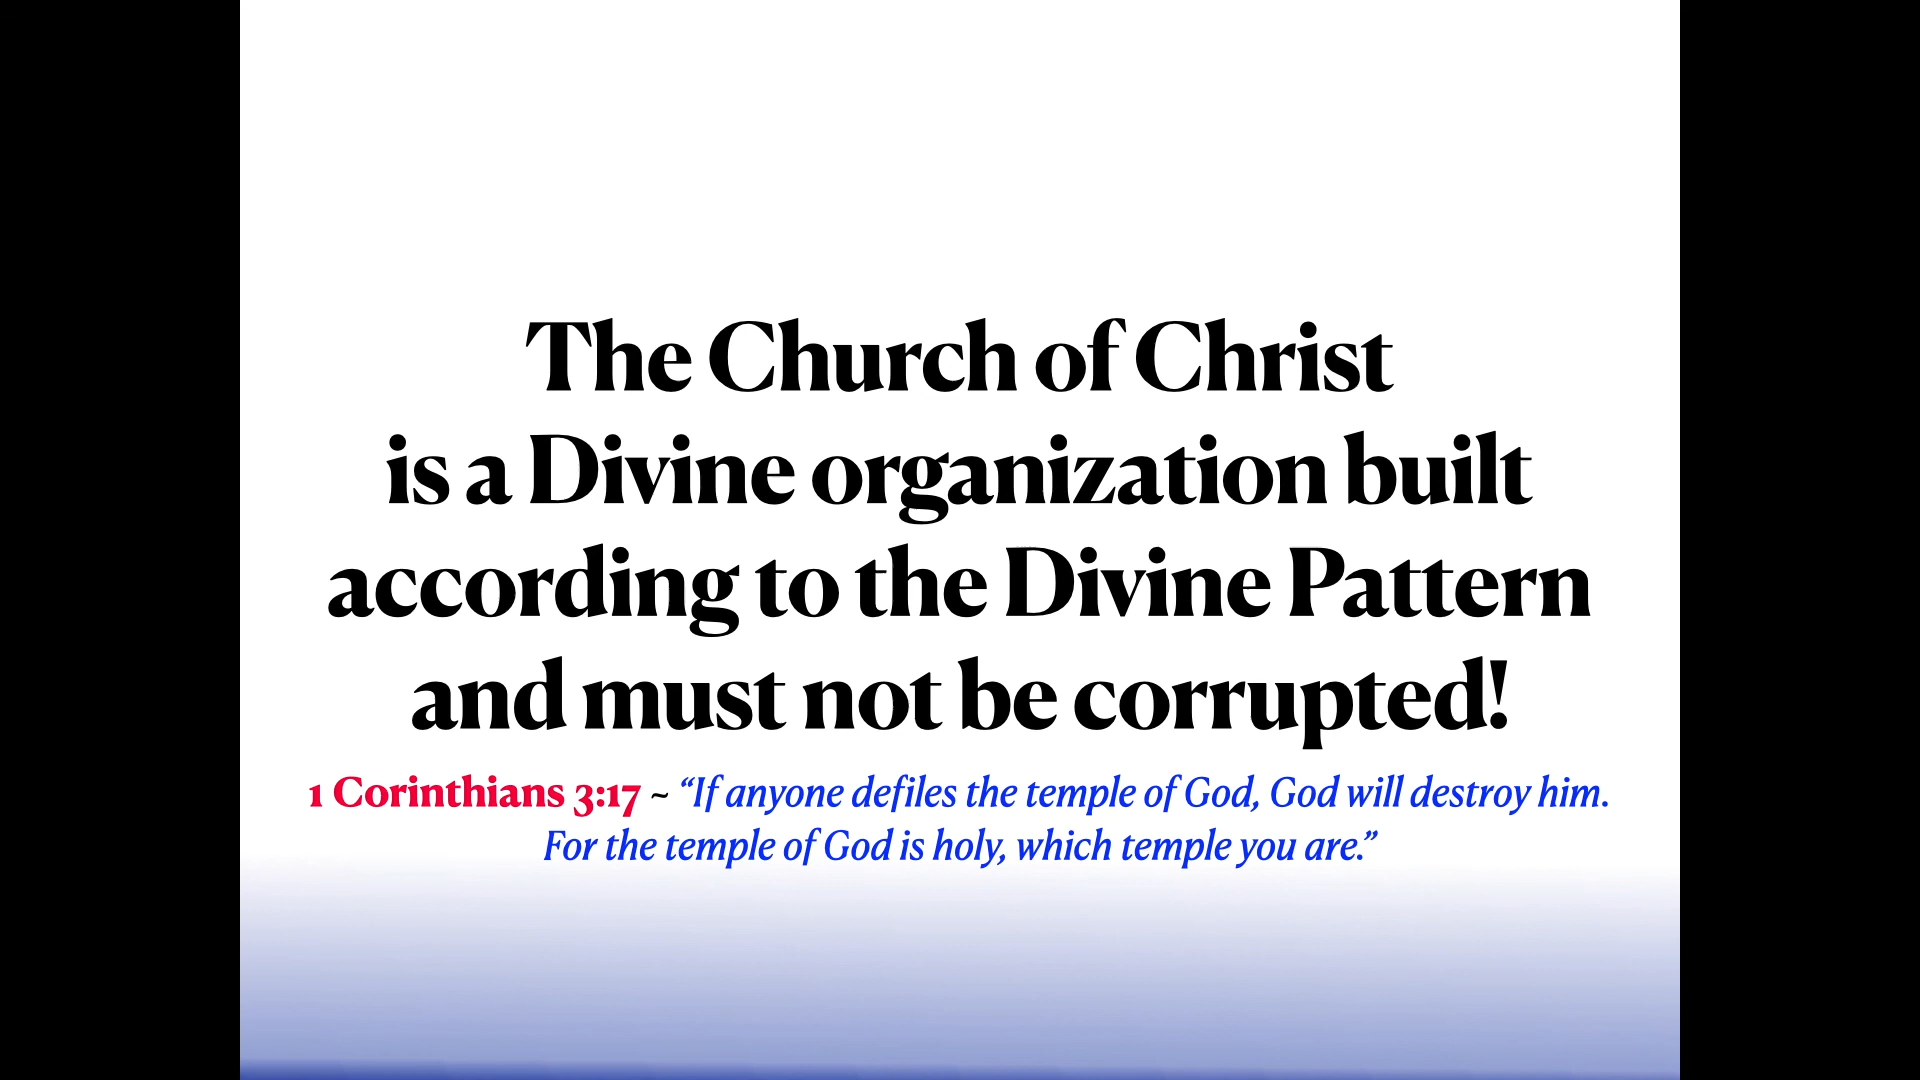 The Church of Christ
is a Divine organization built
according to the Divine Pattern
and must not be corrupted!
1 Corinthians 3:17 ~ “If anyone defiles the temple of God, God will destroy him.
For the temple of God is holy, which temple you are.”